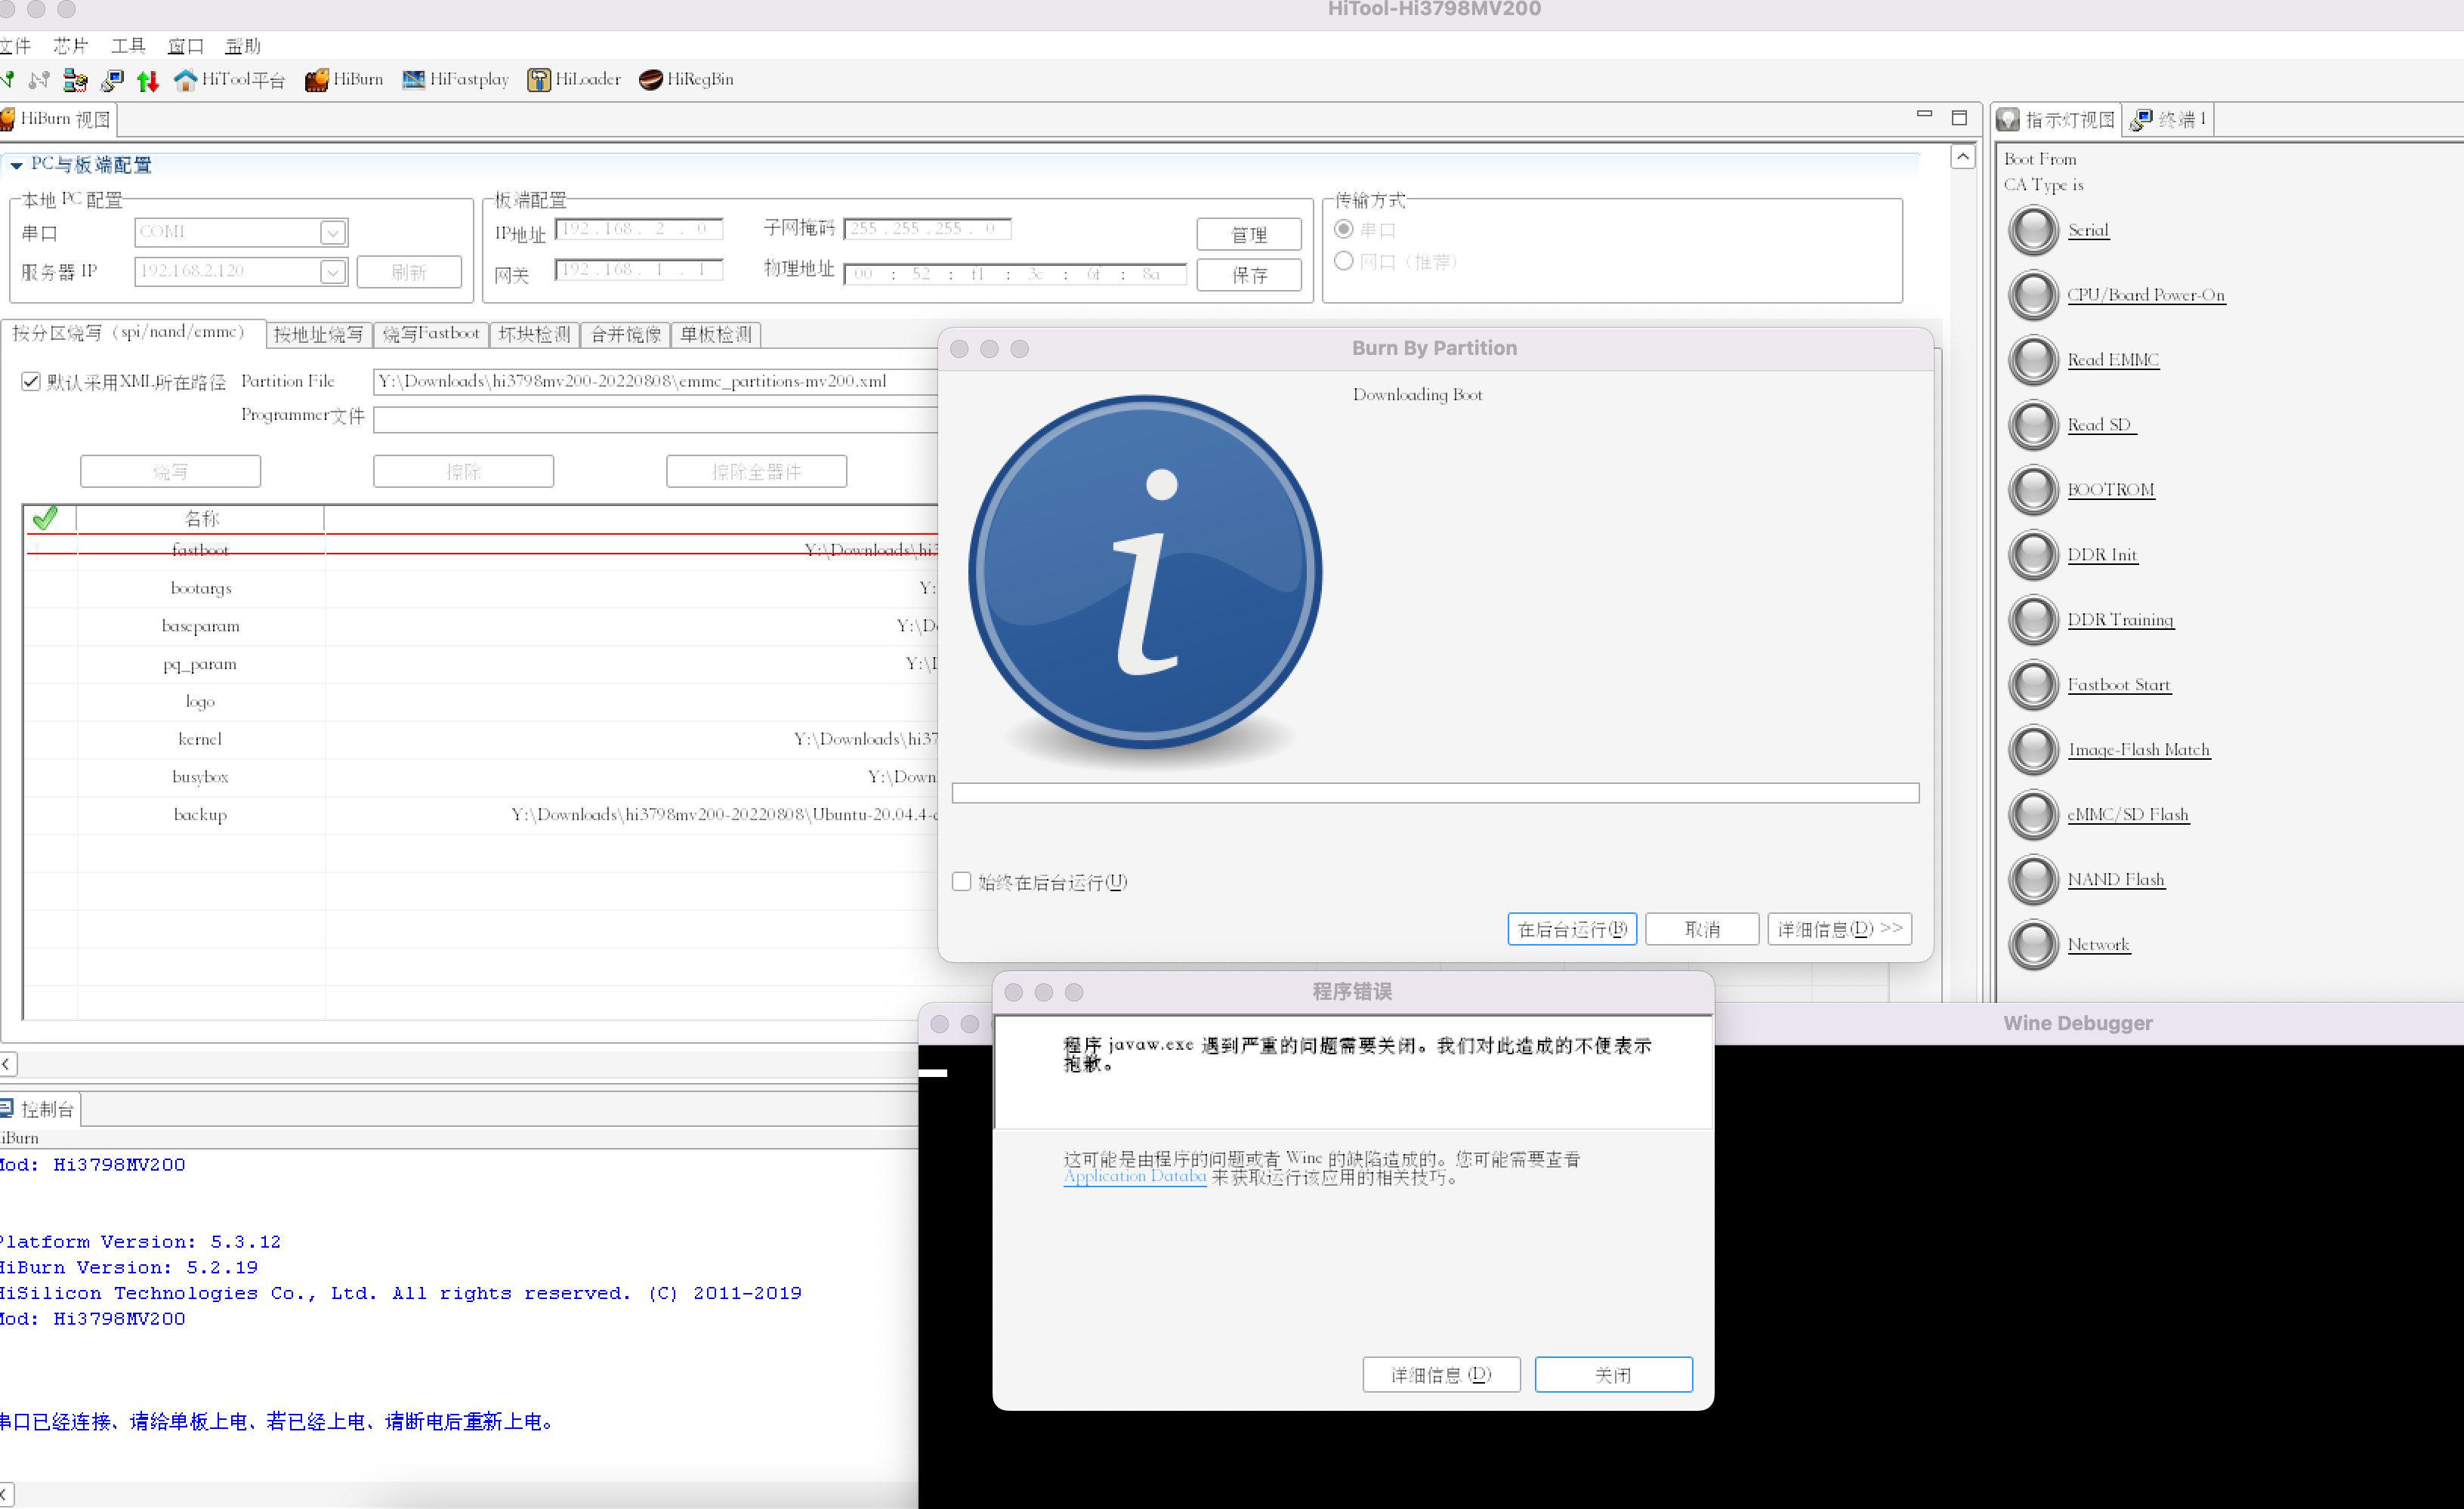 HiTool-Hi3798MV200
文件 芯片 工具 窗口 帮助
HiTool平台 HiBurn HiFastplay HiLoader HiRegBin
HiBurn 视图
指示灯视图 终端 1
PC与板端配置
本地 PC 配置
串口 COM1
服务器 IP 192.168.2.120 刷新
板端配置
IP地址 192 . 168 . 2 . 0 子网掩码 255 . 255 . 255 . 0 管理
网关 192 . 168 . 1 . 1 物理地址 00 : 52 : f1 : 3c : 6f : 8a 保存
传输方式
串口
网口（推荐）
按分区烧写（spi/nand/emmc） 按地址烧写 烧写Fastboot 坏块检测 合并镜像 单板检测
默认采用XML所在路径 Partition File Y:\Downloads\hi3798mv200-20220808\emmc_partitions-mv200.xml
Programmer文件
烧写 擦除 擦除全器件
名称
fastboot Y:\Downloads\hi3
bootargs Y:
baseparam Y:\D
pq_param Y:\
logo
kernel Y:\Downloads\hi37
busybox Y:\Down
backup Y:\Downloads\hi3798mv200-20220808\Ubuntu-20.04.4-
Burn By Partition
Downloading Boot
始终在后台运行(U)
在后台运行(B) 取消 详细信息(D) >>
Boot From
CA Type is
Serial
CPU/Board Power-On
Read EMMC
Read SD
BOOTROM
DDR Init
DDR Training
Fastboot Start
Image-Flash Match
eMMC/SD Flash
NAND Flash
Network
Wine Debugger
程序错误
程序 javaw.exe 遇到严重的问题需要关闭。我们对此造成的不便表示
抱歉。
这可能是由程序的问题或者 Wine 的缺陷造成的。您可能需要查看
Application Databa 来获取运行该应用的相关技巧。
详细信息 (D) 关闭
控制台
iBurn
Mod: Hi3798MV200
Platform Version: 5.3.12
HiBurn Version: 5.2.19
HiSilicon Technologies Co., Ltd. All rights reserved. (C) 2011-2019
Mod: Hi3798MV200
串口已经连接、请给单板上电、若已经上电、请断电后重新上电。